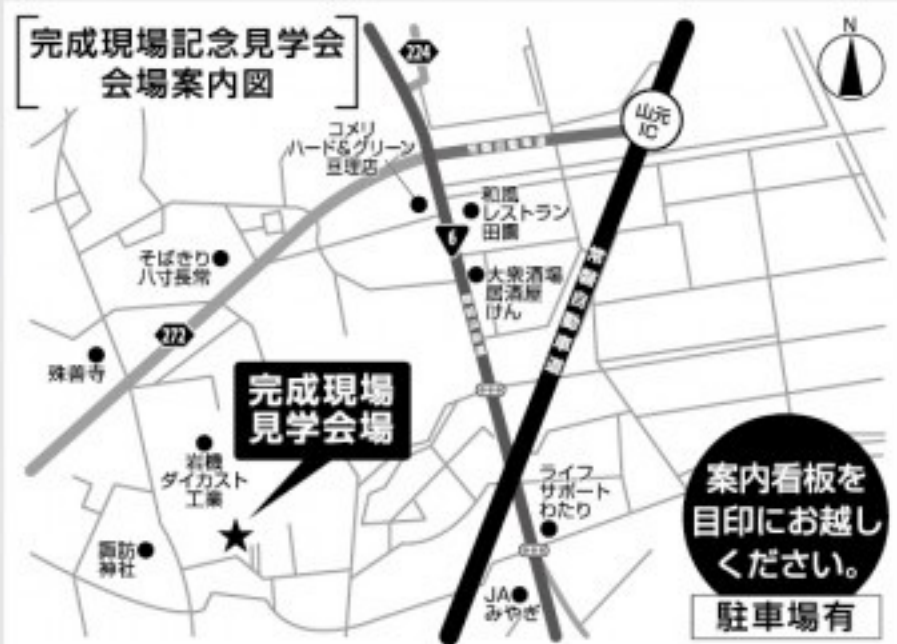 完成現場記念見学会
会場案内図
N
224
山元
IC
コメリ
ハード&グリーン
亘理店
和風
レストラン
田園
6
そばきり
八寸長常
大衆酒場
居酒屋
けん
常磐自動車道
272
殊善寺
完成現場
見学会場
岩機
ダイカスト
工業
ライフ
サポート
わたり
案内看板を
目印にお越し
ください。
諏訪
神社
JA
みやぎ
駐車場有